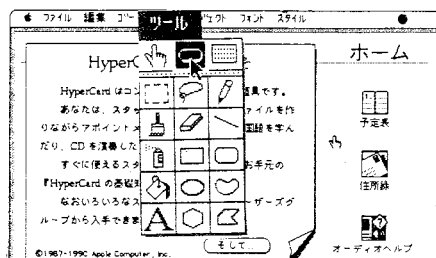 ファイル 編集 ゴー ツール ェクト フォント スタイル
HyperC
ホーム
HyperCard はコン 道具です。
あなたは、スタッ ァイルを作
りながらアポイントメ 国語を学ん
だり、CD を演奏した
すぐに使えるスタ お手元の
『HyperCard の基礎
なおいろいろなス ーザーズグ
ループから入手できま
そして...
©1987-1990 Apple Computer, Inc.
予定表
住所録
オーディオヘルプ
A